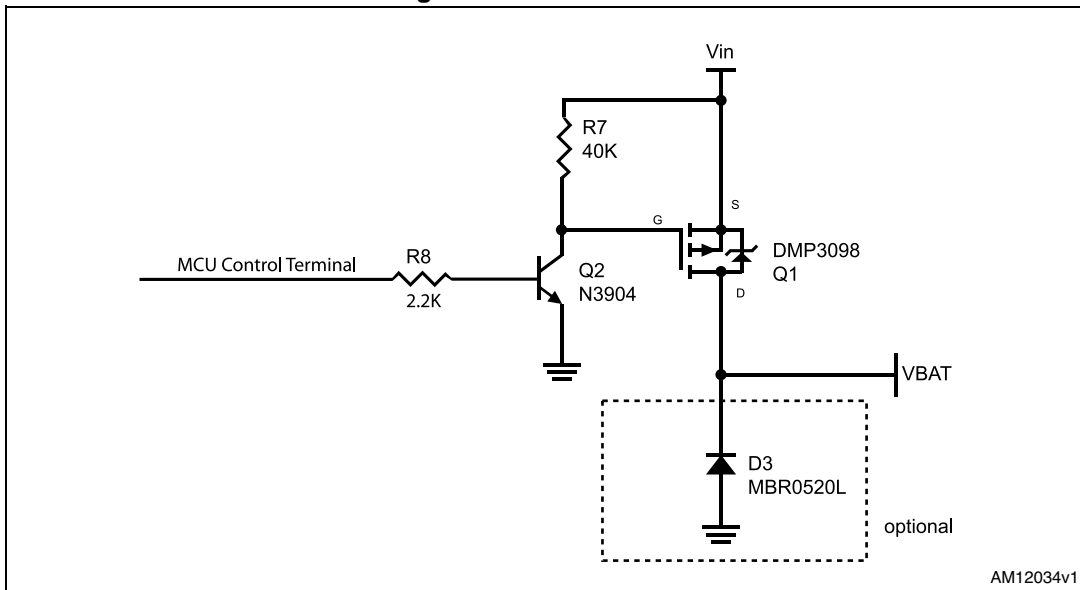 Vin
R7
40K
S
G
DMP3098
Q1
MCU Control Terminal
R8
2.2K
Q2
N3904
D
VBAT
D3
MBR0520L
optional
AM12034v1